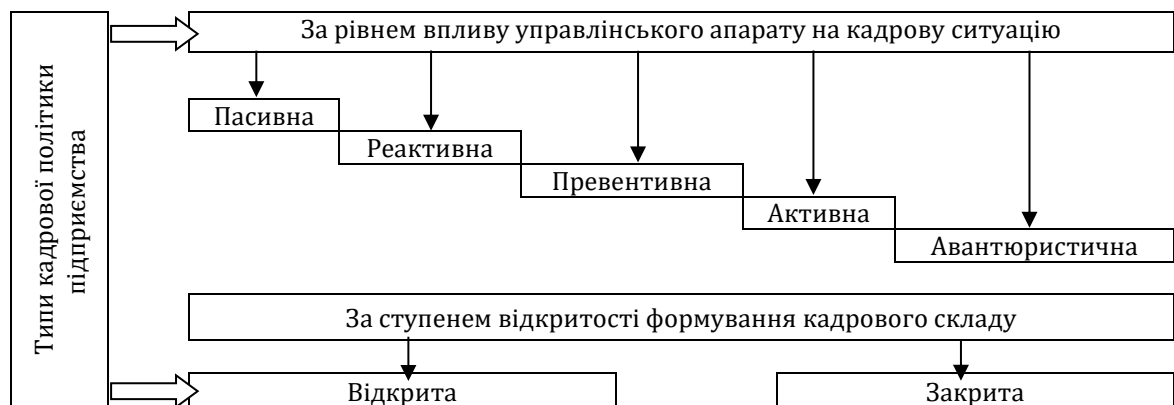 Типи кадрової політики
підприємства
За рівнем впливу управлінського апарату на кадрову ситуацію
Пасивна
Реактивна
Превентивна
Активна
Авантюристична
За ступенем відкритості формування кадрового складу
Відкрита
Закрита